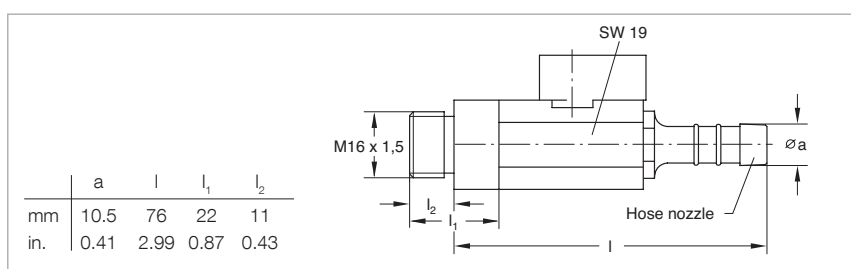 SW 19
M16 x 1,5
⌀a
l₂
l₁
Hose nozzle
l
a l l₁ l₂
mm 10.5 76 22 11
in. 0.41 2.99 0.87 0.43